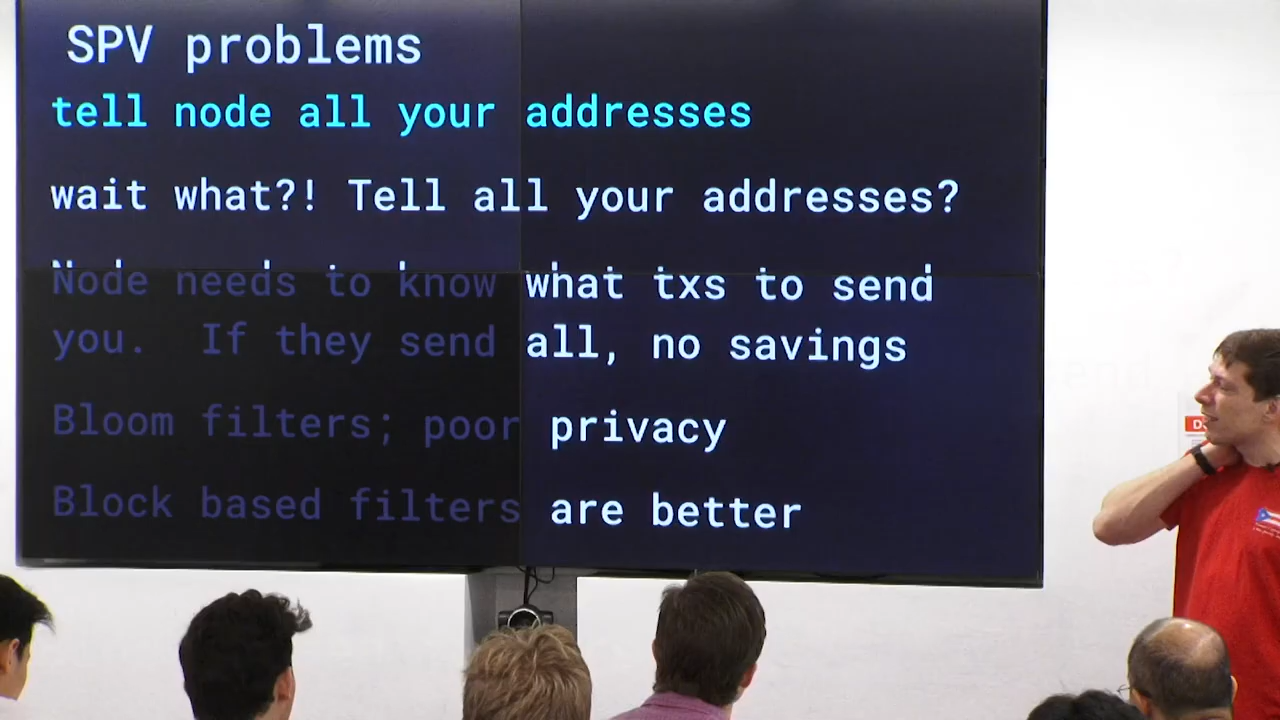 SPV problems
tell node all your addresses
wait what?! Tell all your addresses?
Node needs to know what txs to send
you. If they send all, no savings
Bloom filters; poor privacy
Block based filters are better